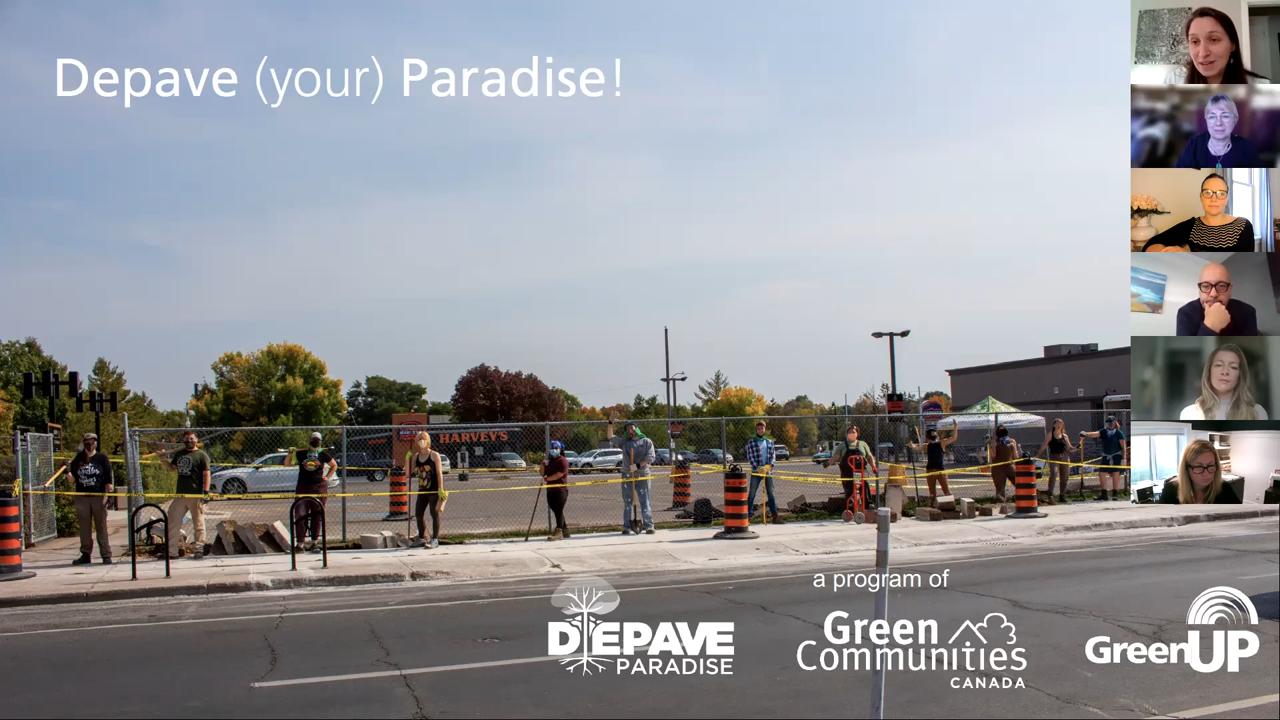 Depave (your) Paradise!
HARVEY'S
a program of
DEPAVE
PARADISE
Green
Communities
CANADA
GreenUP